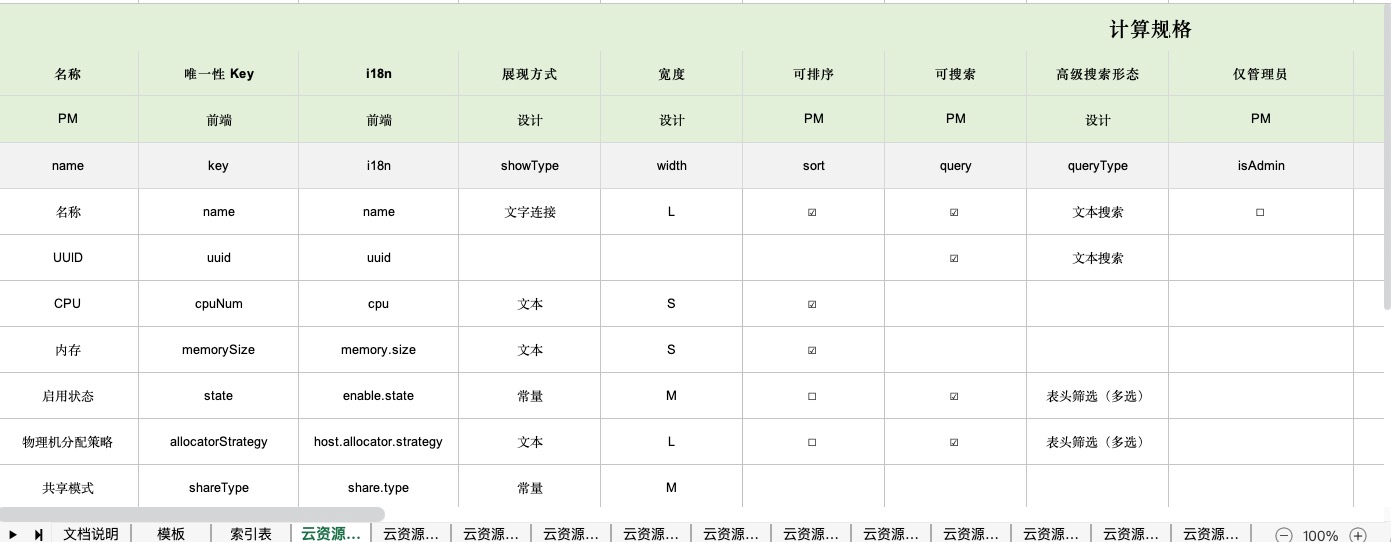 计算规格
名称 唯一性 Key i18n 展现方式 宽度 可排序 可搜索 高级搜索形态 仅管理员
PM 前端 前端 设计 设计 PM PM 设计 PM
name key i18n showType width sort query queryType isAdmin
名称 name name 文字连接 L ☑ ☑ 文本搜索 ☐
UUID uuid uuid ☑ 文本搜索
CPU cpuNum cpu 文本 S ☑
内存 memorySize memory.size 文本 S ☑
启用状态 state enable.state 常量 M ☐ ☑ 表头筛选（多选）
物理机分配策略 allocatorStrategy host.allocator.strategy 文本 L ☐ ☑ 表头筛选（多选）
共享模式 shareType share.type 常量 M
文档说明 模板 索引表 云资源... 云资源... 云资源... 云资源... 云资源... 云资源... 云资源... 云资源... 云资源... 云资源... 云资源... 云资源... 100%